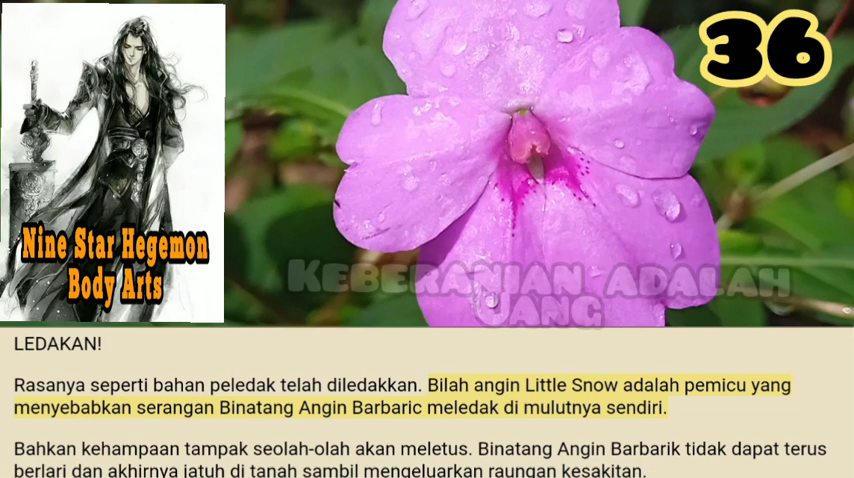 36
Nine Star Hegemon
Body Arts
KEBERANIAN ADALAH
UANG
LEDAKAN!
Rasanya seperti bahan peledak telah diledakkan. Bilah angin Little Snow adalah pemicu yang
menyebabkan serangan Binatang Angin Barbaric meledak di mulutnya sendiri.
Bahkan kehampaan tampak seolah-olah akan meletus. Binatang Angin Barbarik tidak dapat terus
berlari dan akhirnya jatuh di tanah sambil mengeluarkan raungan kesakitan.